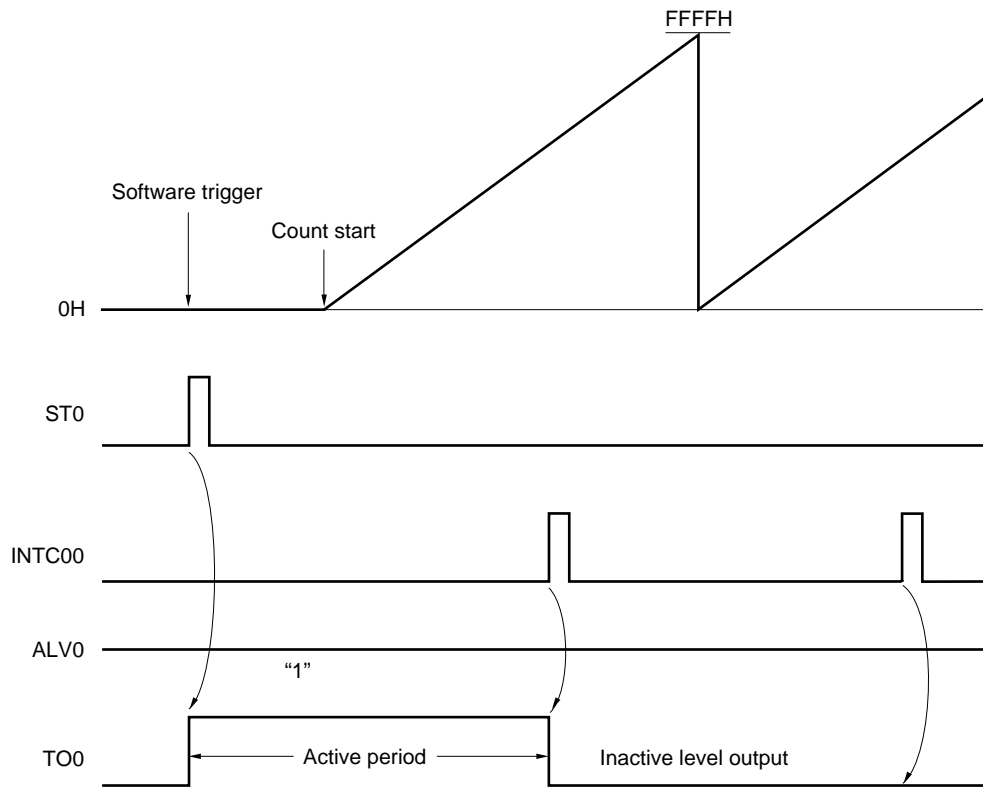 FFFFH
Software trigger
Count start
0H
ST0
INTC00
ALV0
“1”
TO0
Active period
Inactive level output